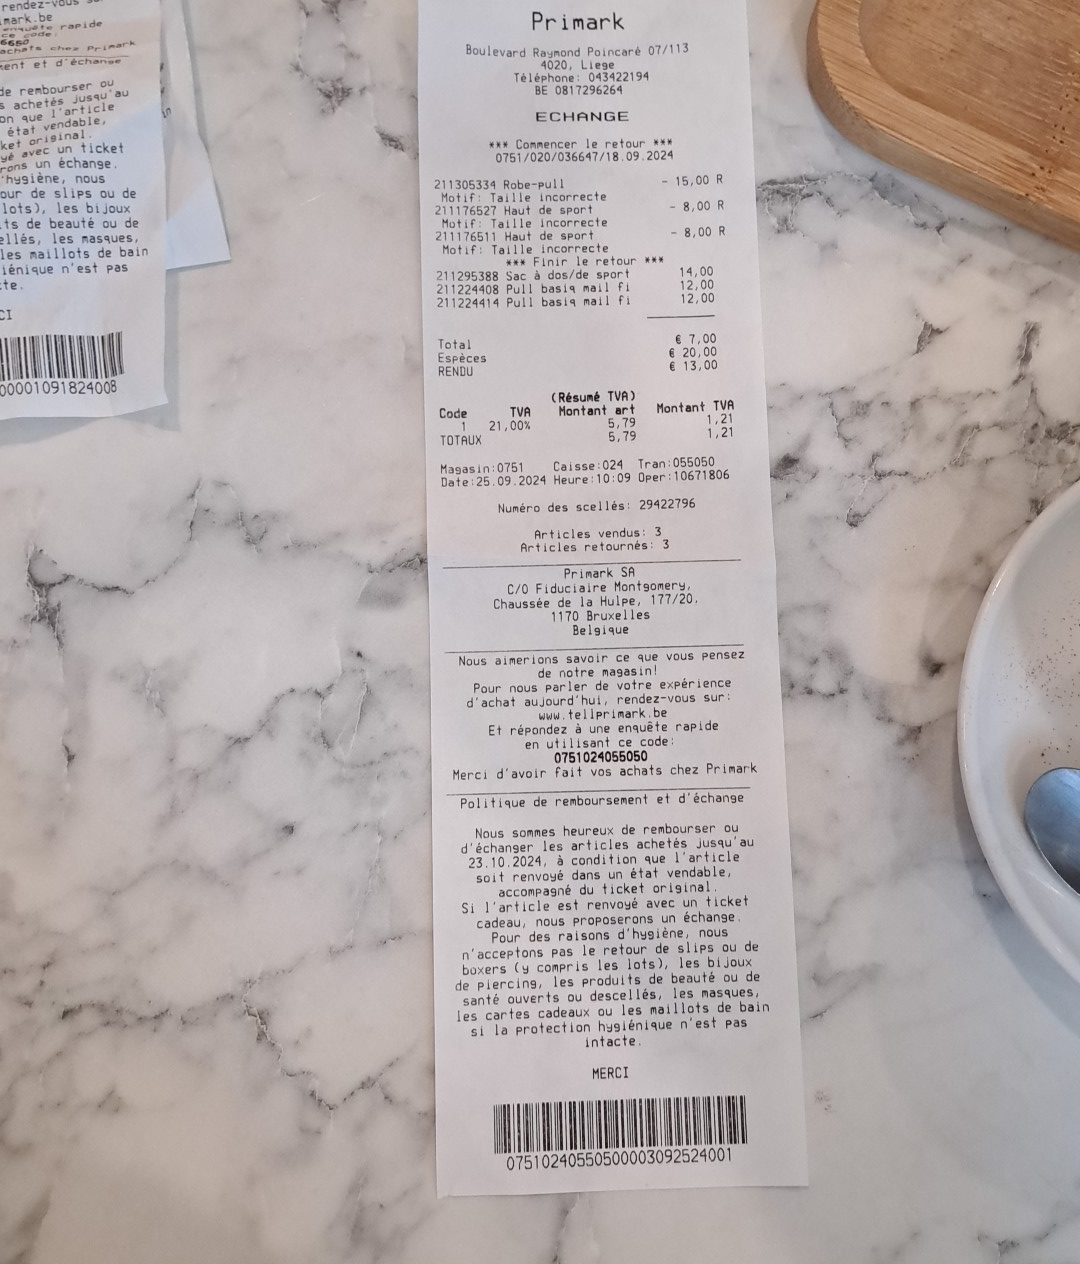 rendez-vous
mark.be
enquête rapide
ce code:
6650
achats chez Primark
ent et d'échange
de rembourser ou
s achetés jusqu'au
on que l'article
état vendable,
ket original.
yé avec un ticket
rons un échange.
'hygiène, nous
our de slips ou de
lots), les bijoux
its de beauté ou de
ellés, les masques,
les maillots de bain
iénique n'est pas
cte.
CI
00001091824008
Primark
Boulevard Raymond Poincaré 07/113
4020, Liege
Téléphone: 043422194
BE 0817296264
ECHANGE
*** Commencer le retour ***
0751/020/036647/18.09.2024
211305334 Robe-pull - 15,00 R
Motif: Taille incorrecte
211176527 Haut de sport - 8,00 R
Motif: Taille incorrecte
211176511 Haut de sport - 8,00 R
Motif: Taille incorrecte
*** Finir le retour ***
211295388 Sac à dos/de sport 14,00
211224408 Pull basiq mail fi 12,00
211224414 Pull basiq mail fi 12,00
Total € 7,00
Espèces € 20,00
RENDU € 13,00
(Résumé TVA)
Code TVA Montant art Montant TVA
1 21,00% 5,79 1,21
TOTAUX 5,79 1,21
Magasin:0751 Caisse:024 Tran:055050
Date:25.09.2024 Heure:10:09 Oper:10671806
Numéro des scellés: 29422796
Articles vendus: 3
Articles retournés: 3
Primark SA
C/O Fiduciaire Montgomery,
Chaussée de la Hulpe, 177/20,
1170 Bruxelles
Belgique
Nous aimerions savoir ce que vous pensez
de notre magasin!
Pour nous parler de votre expérience
d'achat aujourd'hui, rendez-vous sur:
www.tellprimark.be
Et répondez à une enquête rapide
en utilisant ce code:
0751024055050
Merci d'avoir fait vos achats chez Primark
Politique de remboursement et d'échange
Nous sommes heureux de rembourser ou
d'échanger les articles achetés jusqu'au
23.10.2024, à condition que l'article
soit renvoyé dans un état vendable,
accompagné du ticket original.
Si l'article est renvoyé avec un ticket
cadeau, nous proposerons un échange.
Pour des raisons d'hygiène, nous
n'acceptons pas le retour de slips ou de
boxers (y compris les lots), les bijoux
de piercing, les produits de beauté ou de
santé ouverts ou descellés, les masques,
les cartes cadeaux ou les maillots de bain
si la protection hygiénique n'est pas
intacte.
MERCI
07510240550500003092524001